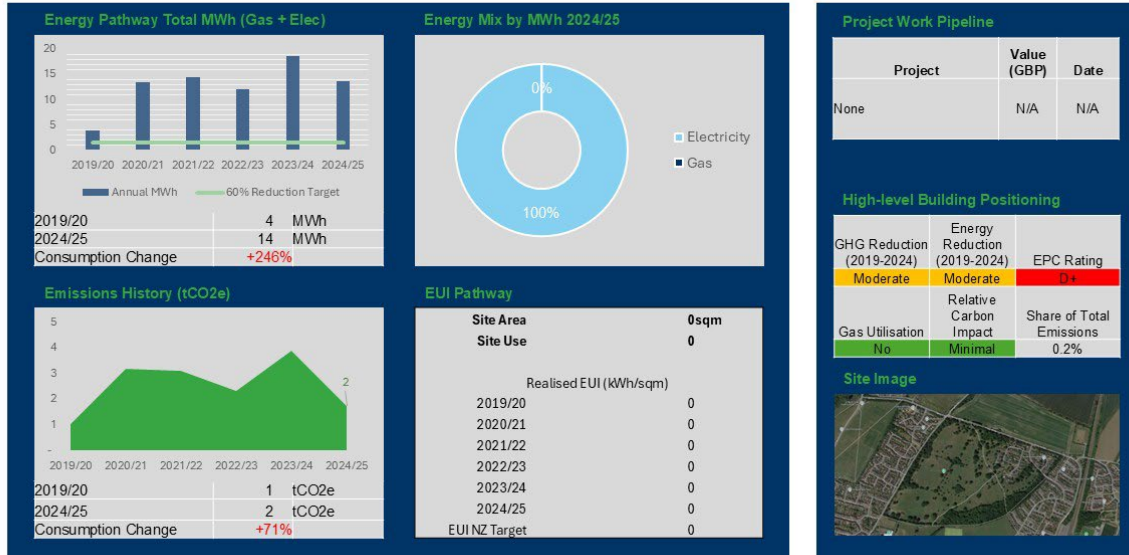 Energy Pathway Total MWh (Gas + Elec)
20
15
10
5
0
2019/20 2020/21 2021/22 2022/23 2023/24 2024/25
Annual MWh 60% Reduction Target
2019/20 4 MWh
2024/25 14 MWh
Consumption Change +246%
Energy Mix by MWh 2024/25
0%
100%
Electricity
Gas
Emissions History (tCO2e)
5
4
3
2
1
-
2
2019/20 2020/21 2021/22 2022/23 2023/24 2024/25
2019/20 1 tCO2e
2024/25 2 tCO2e
Consumption Change +71%
EUI Pathway
Site Area 0sqm
Site Use 0
Realised EUI (kWh/sqm)
2019/20 0
2020/21 0
2021/22 0
2022/23 0
2023/24 0
2024/25 0
EUI NZ Target 0
Project Work Pipeline
Project Value (GBP) Date
None N/A N/A
High-level Building Positioning
GHG Reduction (2019-2024) Energy Reduction (2019-2024) EPC Rating
Moderate Moderate D+
Gas Utilisation Relative Carbon Impact Share of Total Emissions
No Minimal 0.2%
Site Image